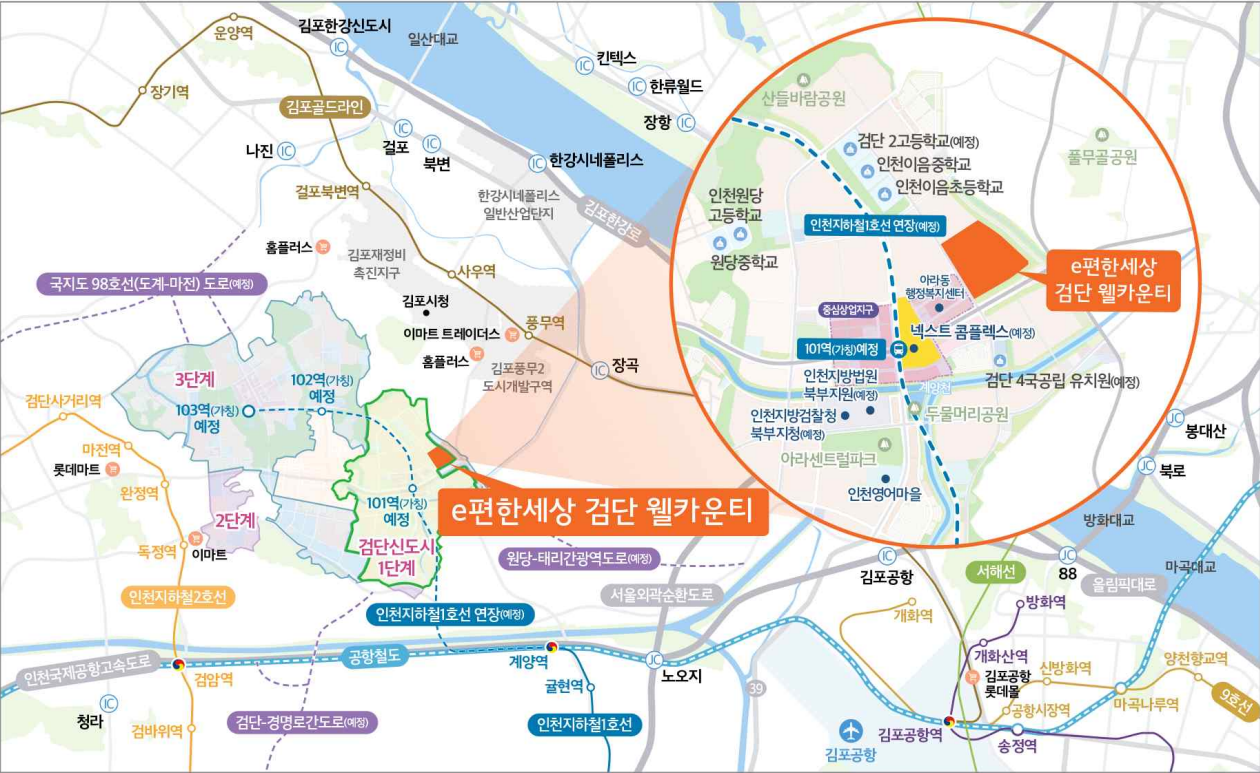 운양역
김포한강신도시
IC
일산대교
킨텍스
IC
한류월드
IC
장기역
김포골드라인
장항
IC
IC
걸포
IC
북변
나진
IC
IC
한강시네폴리스
걸포북변역
한강시네폴리스
일반산업단지
김포한강로
홈플러스
김포재정비
촉진지구
사우역
국지도 98호선(도계-마전) 도로(예정)
김포시청
이마트 트레이더스
풍무역
홈플러스
김포풍무2
도시개발구역
IC
장곡
3단계
102역(가칭)
예정
103역(가칭)
예정
검단사거리역
마전역
롯데마트
완정역
101역(가칭)
예정
e편한세상 검단 웰카운티
2단계
독정역
이마트
검단신도시
1단계
원당-태리간광역도로(예정)
인천지하철2호선
서울외곽순환도로
인천지하철1호선 연장(예정)
인천국제공항고속도로
공항철도
계양역
검암역
JC
노오지
귤현역
IC
청라
검단-경명로간도로(예정)
인천지하철1호선
검바위역
39
산들바람공원
검단 2고등학교(예정)
인천이음중학교
인천이음초등학교
풀무골공원
인천원당
고등학교
원당중학교
인천지하철1호선 연장(예정)
e편한세상
검단 웰카운티
아라동
행정복지센터
중심상업지구
넥스트 콤플렉스(예정)
101역(가칭)예정
인천지방법원
북부지원(예정)
계양천
검단 4국공립 유치원(예정)
인천지방검찰청
북부지청(예정)
두물머리공원
아라센트럴파크
인천영어마을
JC
봉대산
JC
북로
방화대교
IC
김포공항
서해선
JC
88
마곡대교
올림픽대로
개화역
방화역
개화산역
김포공항
롯데몰
신방화역
양천향교역
공항시장역
마곡나루역
9호선
김포공항
김포공항역
송정역